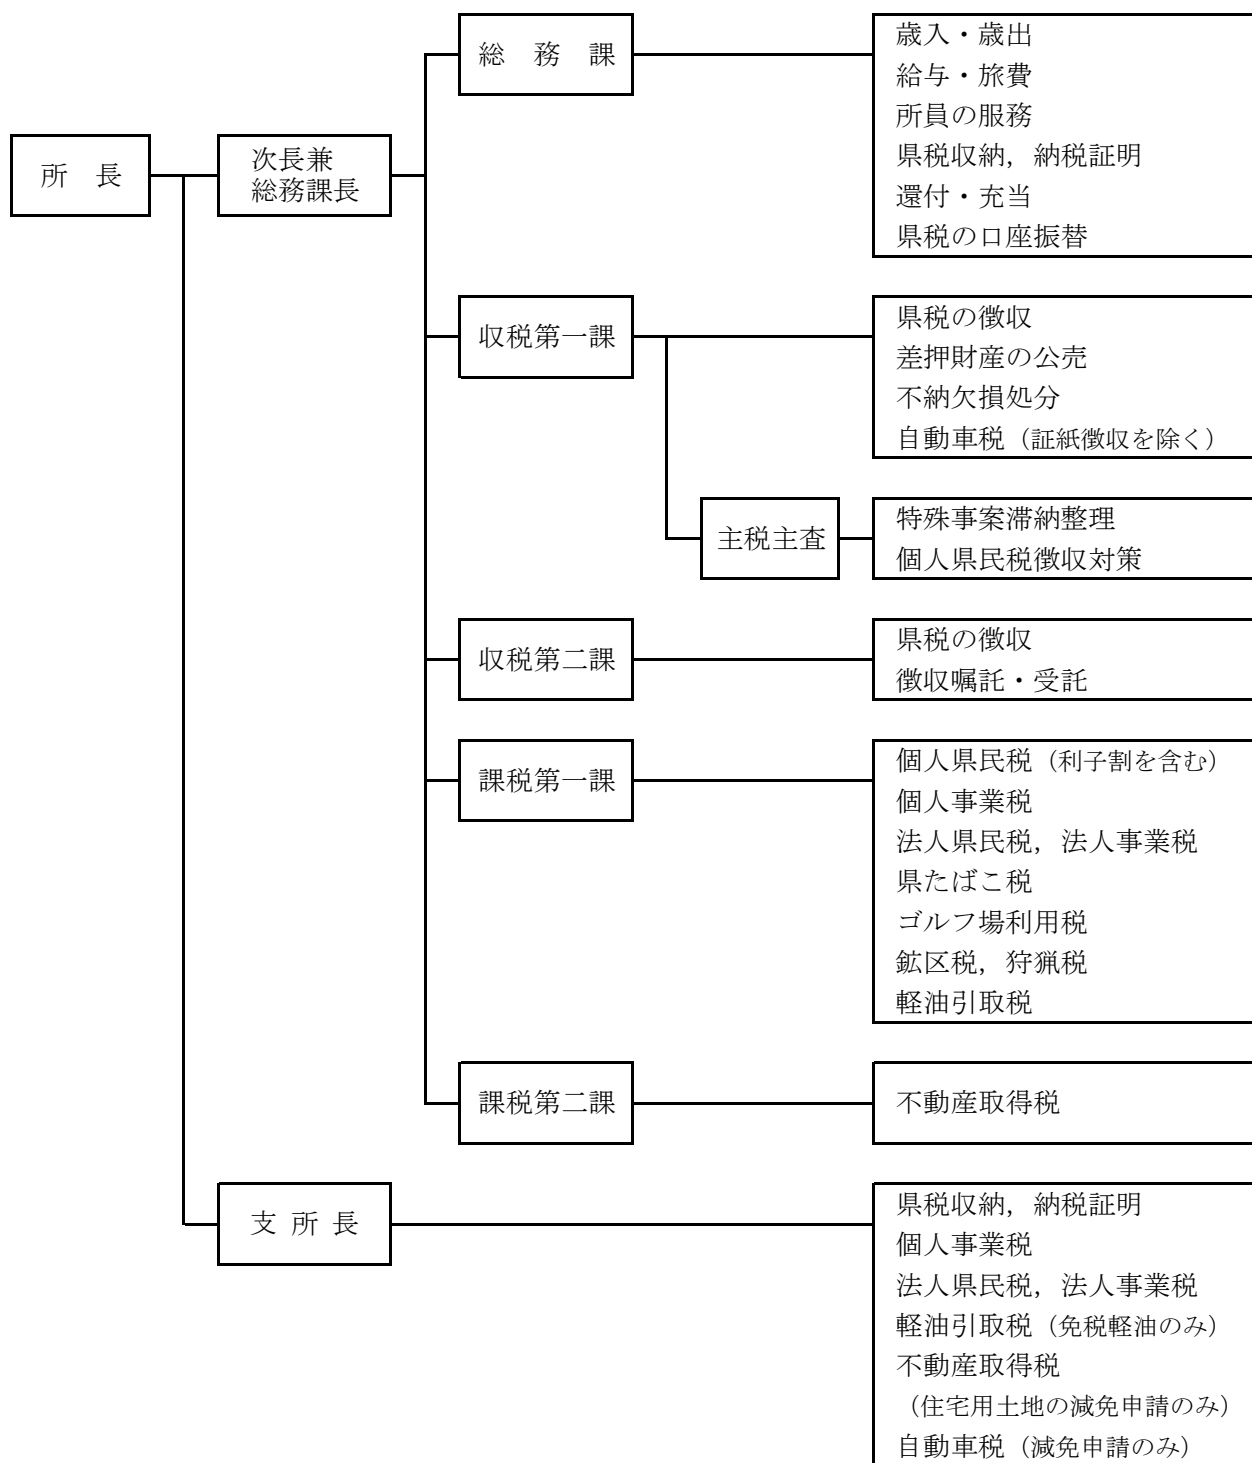 所　長
次長兼
総務課長
総　務　課
歳入・歳出
給与・旅費
所員の服務
県税収納，納税証明
還付・充当
県税の口座振替
収税第一課
県税の徴収
差押財産の公売
不納欠損処分
自動車税（証紙徴収を除く）
主税主査
特殊事案滞納整理
個人県民税徴収対策
収税第二課
県税の徴収
徴収嘱託・受託
課税第一課
個人県民税（利子割を含む）
個人事業税
法人県民税，法人事業税
県たばこ税
ゴルフ場利用税
鉱区税，狩猟税
軽油引取税
課税第二課
不動産取得税
支 所 長
県税収納，納税証明
個人事業税
法人県民税，法人事業税
軽油引取税（免税軽油のみ）
不動産取得税
（住宅用土地の減免申請のみ）
自動車税（減免申請のみ）